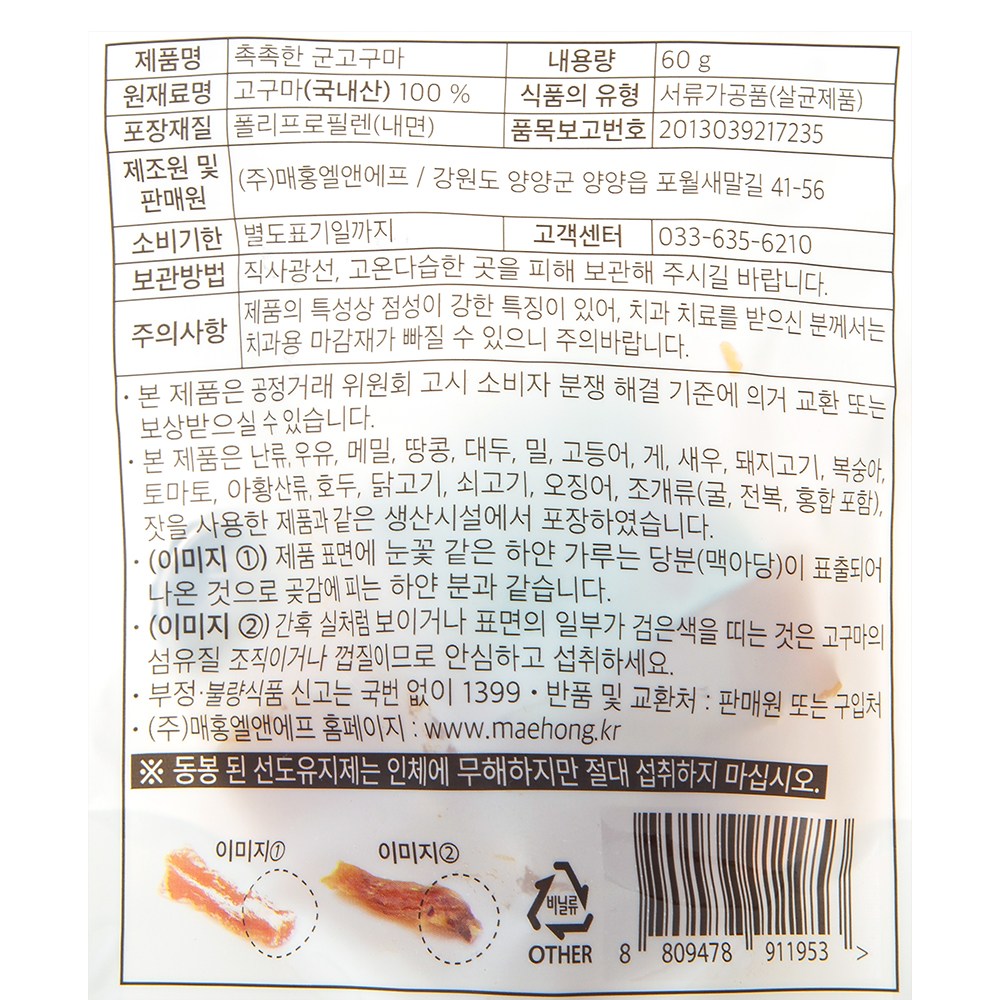 제품명 촉촉한 군고구마 내용량 60 g
원재료명 고구마(국내산) 100 % 식품의 유형 서류가공품(살균제품)
포장재질 폴리프로필렌(내면) 품목보고번호 2013039217235
제조원 및
판매원 (주)매홍엘앤에프 / 강원도 양양군 양양읍 포월새말길 41-56
소비기한 별도표기일까지 고객센터 033-635-6210
보관방법 직사광선, 고온다습한 곳을 피해 보관해 주시길 바랍니다.
주의사항 제품의 특성상 점성이 강한 특징이 있어, 치과 치료를 받으신 분께서는
치과용 마감재가 빠질 수 있으니 주의바랍니다.
· 본 제품은 공정거래 위원회 고시 소비자 분쟁 해결 기준에 의거 교환 또는
보상받으실 수 있습니다.
· 본 제품은 난류, 우유, 메밀, 땅콩, 대두, 밀, 고등어, 게, 새우, 돼지고기, 복숭아,
토마토, 아황산류, 호두, 닭고기, 쇠고기, 오징어, 조개류(굴, 전복, 홍합 포함),
잣을 사용한 제품과 같은 생산시설에서 포장하였습니다.
· (이미지 ①) 제품 표면에 눈꽃 같은 하얀 가루는 당분(맥아당)이 표출되어
나온 것으로 곶감에 피는 하얀 분과 같습니다.
· (이미지 ②) 간혹 실처럼 보이거나 표면의 일부가 검은색을 띠는 것은 고구마의
섬유질 조직이거나 껍질이므로 안심하고 섭취하세요.
· 부정·불량식품 신고는 국번 없이 1399 · 반품 및 교환처 : 판매원 또는 구입처
· (주)매홍엘앤에프 홈페이지 : www.maehong.kr
※ 동봉 된 선도유지제는 인체에 무해하지만 절대 섭취하지 마십시오.
이미지① 이미지②
비닐류
OTHER 8 809478 911953 >